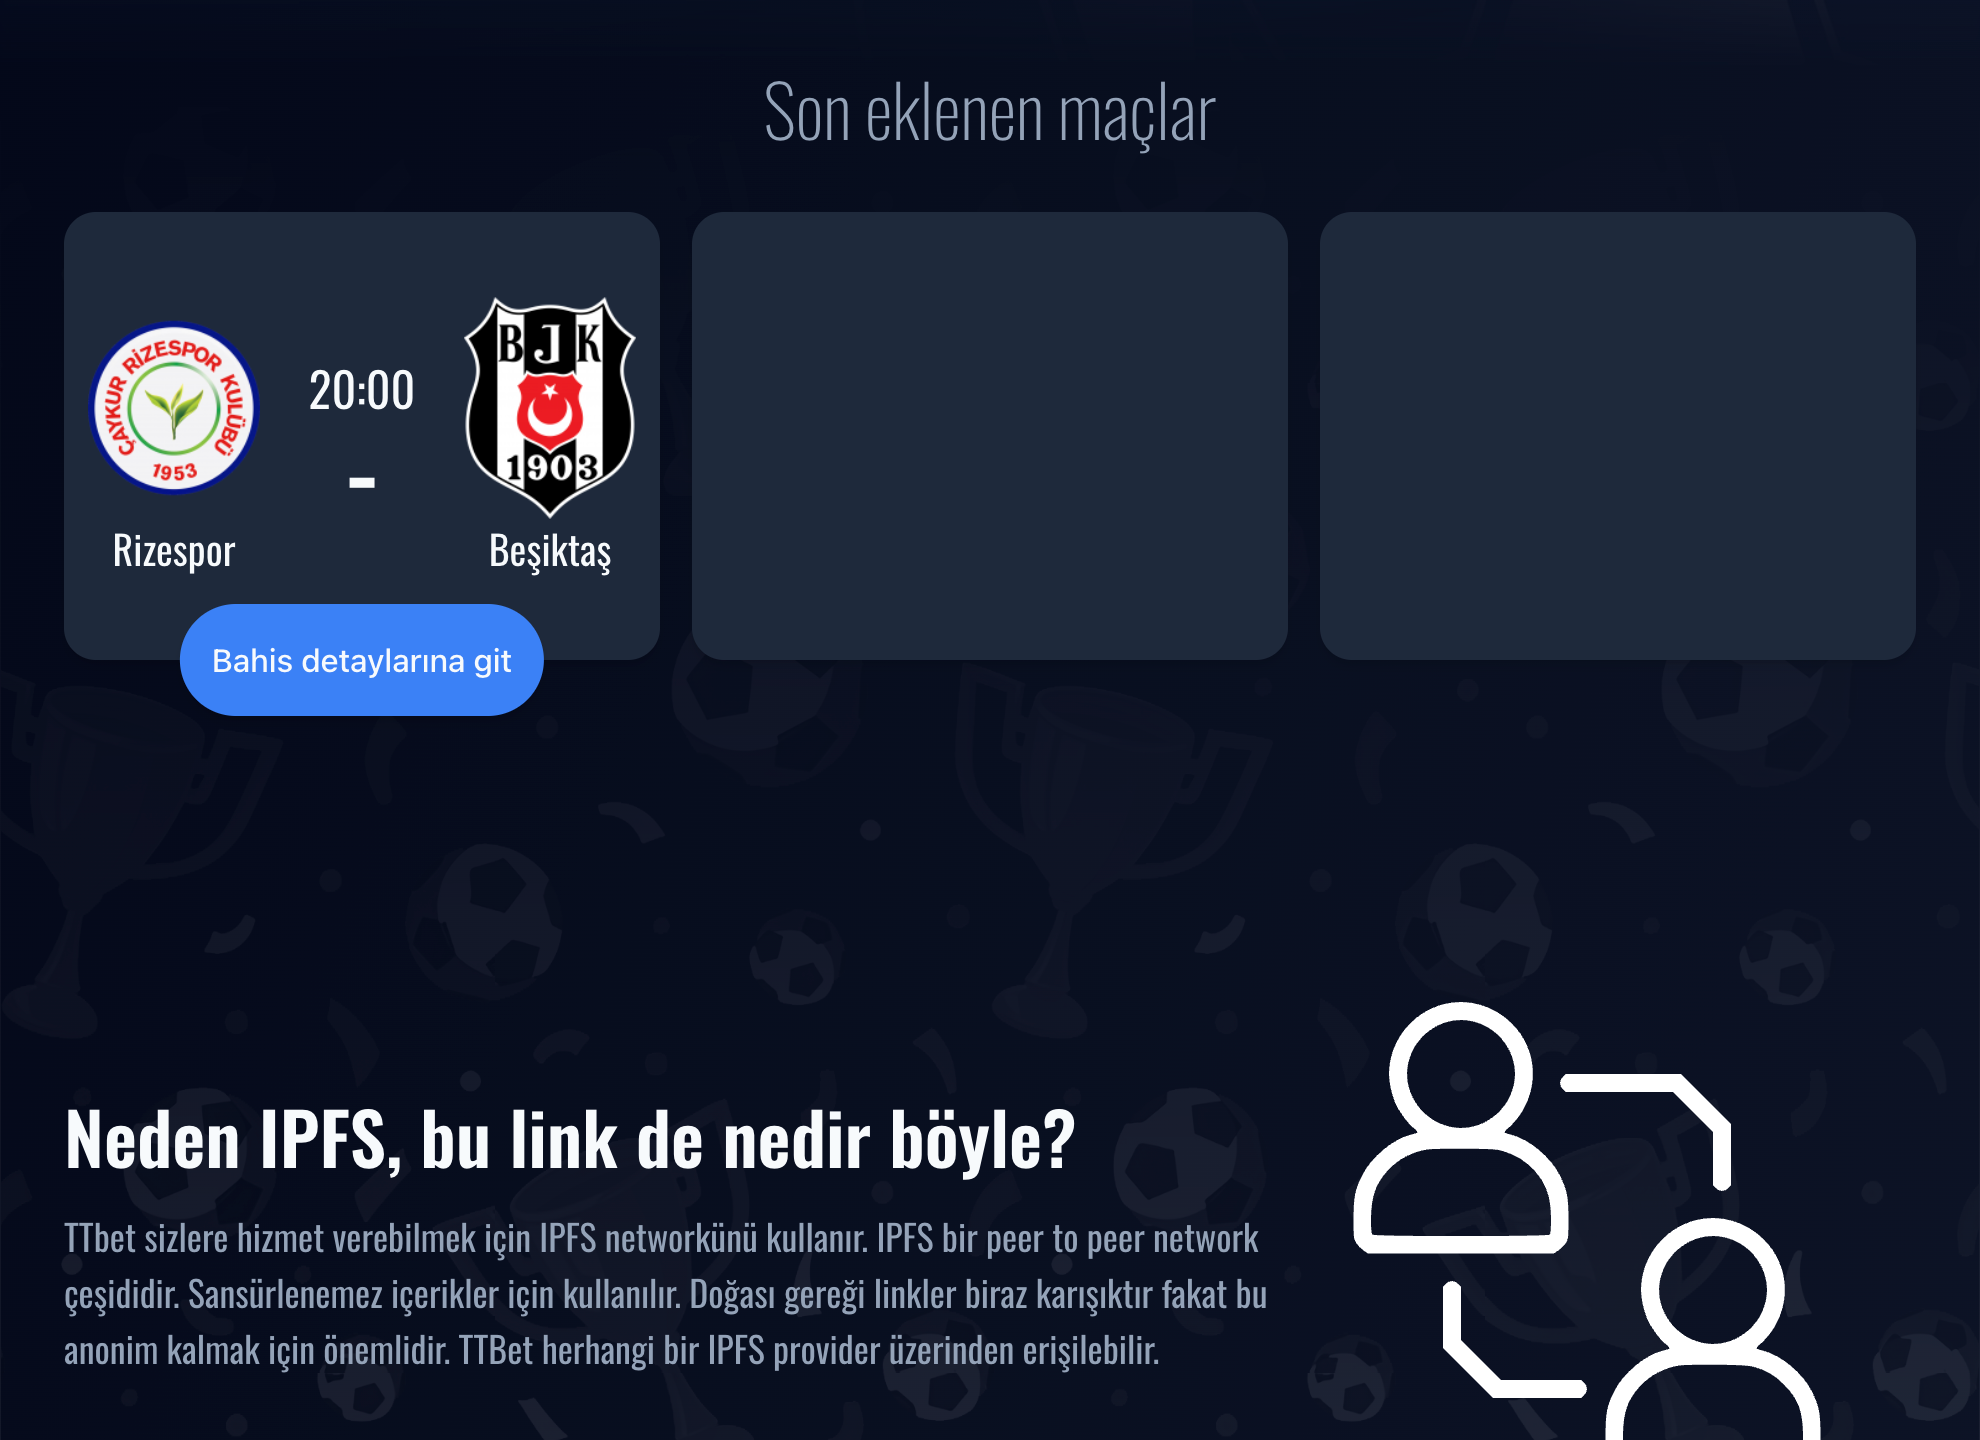 Son eklenen maçlar
ÇAYKUR RİZESPOR KULÜBÜ
1953
20:00
-
BJK
1903
Rizespor
Beşiktaş
Bahis detaylarına git
Neden IPFS, bu link de nedir böyle?
TTbet sizlere hizmet verebilmek için IPFS networkünü kullanır. IPFS bir peer to peer network
çeşididir. Sansürlenemez içerikler için kullanılır. Doğası gereği linkler biraz karışıktır fakat bu
anonim kalmak için önemlidir. TTBet herhangi bir IPFS provider üzerinden erişilebilir.